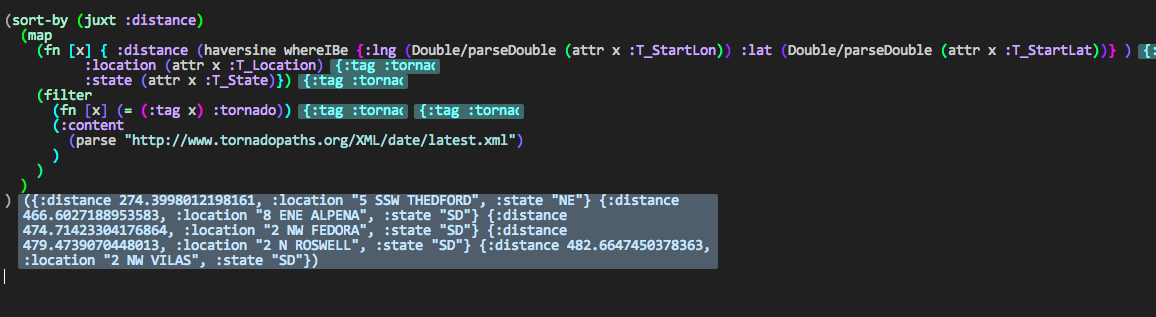 (sort-by (juxt :distance)
  (map
    (fn [x] { :distance (haversine whereIBe {:lng (Double/parseDouble (attr x :T_StartLon)) :lat (Double/parseDouble (attr x :T_StartLat))} ) {:
          :location (attr x :T_Location) {:tag :tornac
          :state (attr x :T_State)}) {:tag :tornac
    (filter
      (fn [x] (= (:tag x) :tornado)) {:tag :tornac {:tag :tornac
      (:content
        (parse "http://www.tornadopaths.org/XML/date/latest.xml")
      )
    )
  )
) ({:distance 274.3998012198161, :location "5 SSW THEDFORD", :state "NE"} {:distance
466.6027188953583, :location "8 ENE ALPENA", :state "SD"} {:distance
474.71423304176864, :location "2 NW FEDORA", :state "SD"} {:distance
479.4739070448013, :location "2 N ROSWELL", :state "SD"} {:distance 482.6647450378363,
:location "2 NW VILAS", :state "SD"})